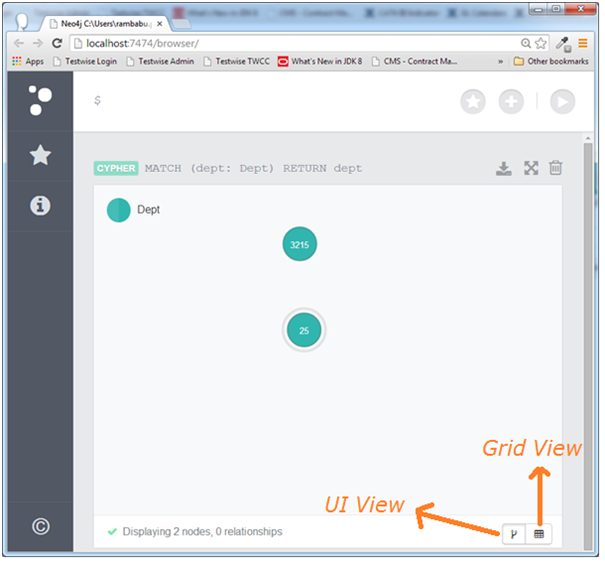 Neo4j C:\Users\rambabu.
localhost:7474/browser/
Apps Testwise Login Testwise Admin Testwise TWCC What's New in JDK 8 CMS - Contract Ma... » Other bookmarks
$
CYPHER MATCH (dept: Dept) RETURN dept
Dept
3215
25
Grid View
UI View
Displaying 2 nodes, 0 relationships
©